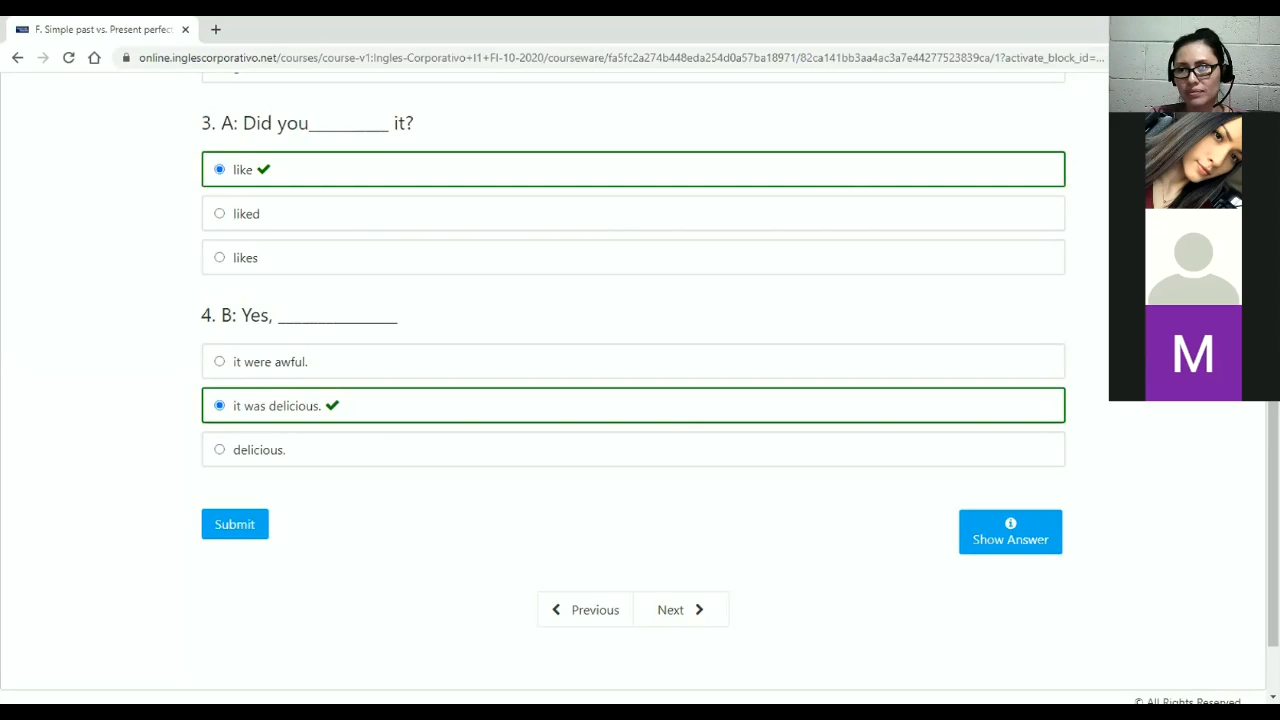 F. Simple past vs. Present perfect
online.inglescorporativo.net/courses/course-v1:Ingles-Corporativo+I1+FI-10-2020/courseware/fa5fc2a274b448eda254d0a57ba18971/82ca141bb3aa4ac3a7e44277523839ca/1?activate_block_id=...
3. A: Did you_________ it?
like
liked
likes
4. B: Yes, ______________
it were awful.
it was delicious.
delicious.
M
Submit
Show Answer
Previous
Next
© All Rights Reserved